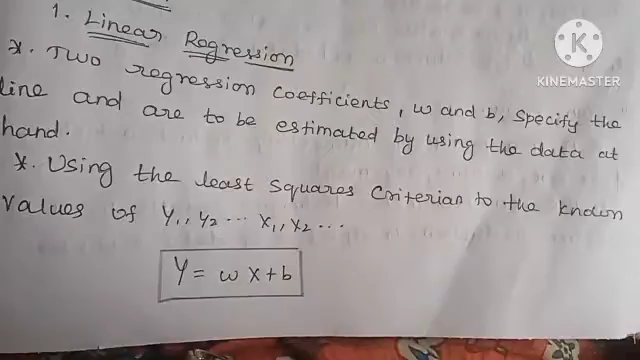 1. Linear Regression
*. Two regression coefficients, w and b, specify the
line and are to be estimated by using the data at
hand.
*. Using the least squares criterian to the known
values of Y₁, Y₂ ... X₁, X₂ ...
Y = w X + b
KINEMASTER